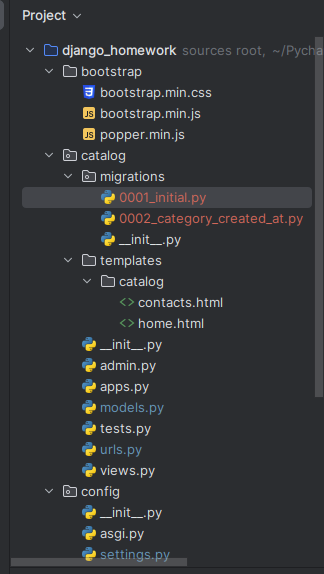 Project
django_homework sources root, ~/Pycha
bootstrap
bootstrap.min.css
bootstrap.min.js
popper.min.js
catalog
migrations
0001_initial.py
0002_category_created_at.py
__init__.py
templates
catalog
contacts.html
home.html
__init__.py
admin.py
apps.py
models.py
tests.py
urls.py
views.py
config
__init__.py
asgi.py
settings.py